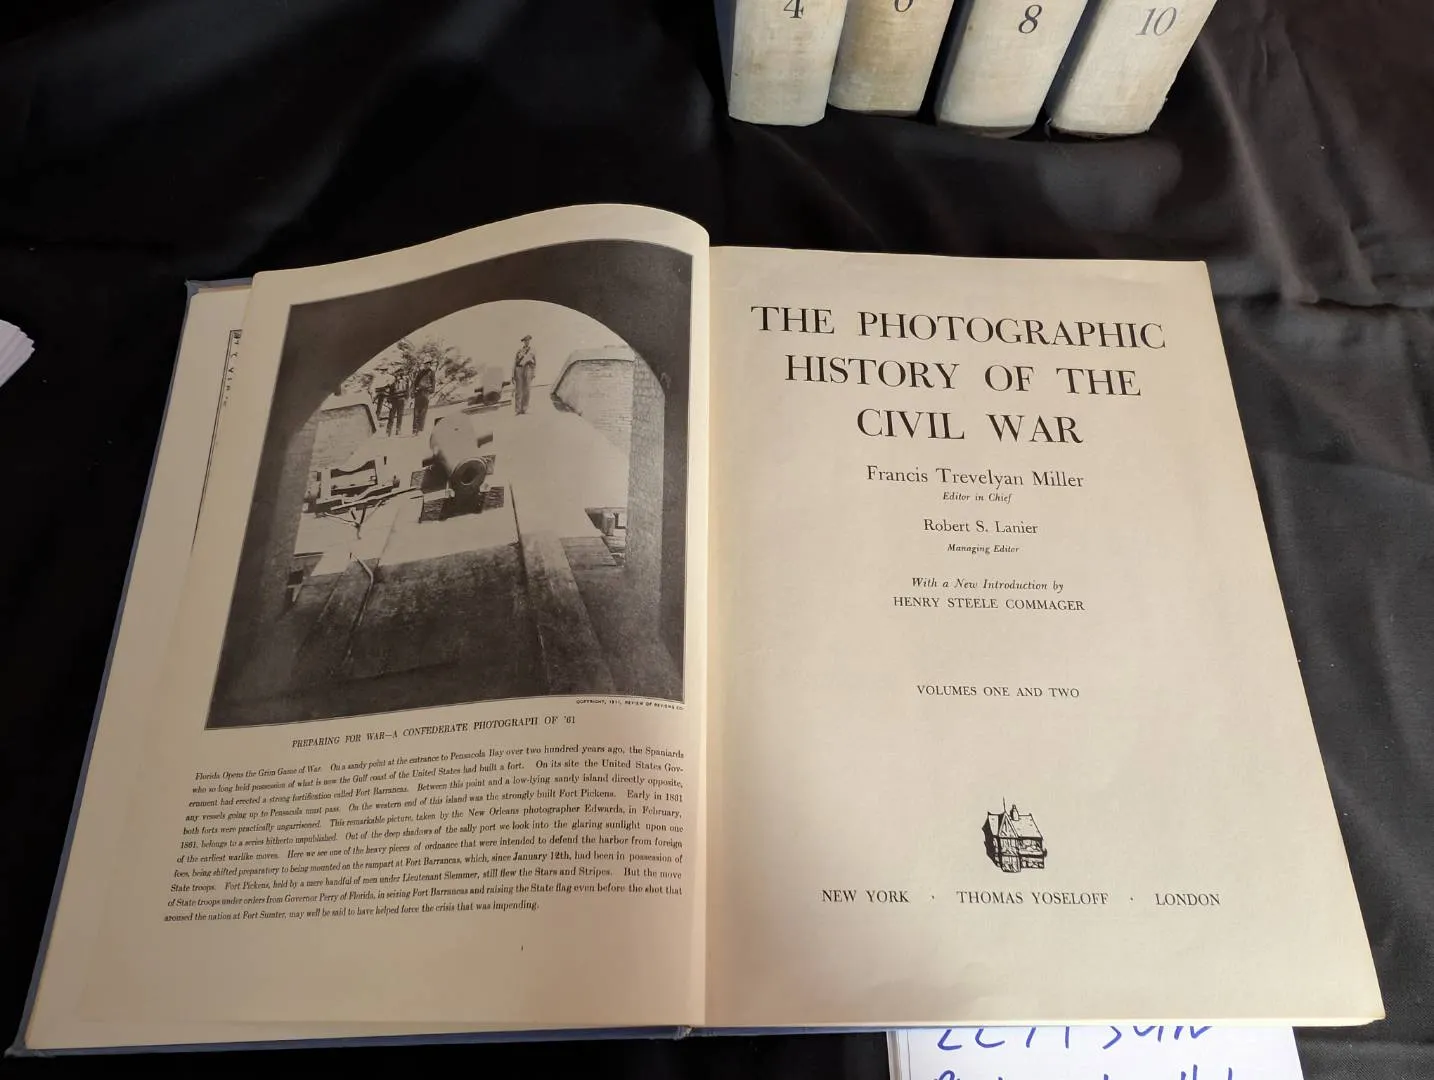 4
8
10
COPYRIGHT, 1911, REVIEW OF REVIEWS CO.
PREPARING FOR WAR—A CONFEDERATE PHOTOGRAPH OF '61
Florida Opens the Grim Game of War. On a sandy point at the entrance to Pensacola Bay over two hundred years ago, the Spaniards
who so long held possession of what is now the Gulf coast of the United States had built a fort. On its site the United States Gov-
ernment had erected a strong fortification called Fort Barrancas. Between this point and a low-lying sandy island directly opposite,
any vessels going up to Pensacola must pass. On the western end of this island was the strongly built Fort Pickens. Early in 1861
both forts were practically ungarrisoned. This remarkable picture, taken by the New Orleans photographer Edwards, in February,
1861, belongs to a series hitherto unpublished. Out of the deep shadows of the sally port we look into the glaring sunlight upon one
of the earliest warlike moves. Here we see one of the heavy pieces of ordnance that were intended to defend the harbor from foreign
foes, being shifted preparatory to being mounted on the rampart at Fort Barrancas, which, since January 12th, had been in possession of
State troops. Fort Pickens, held by a mere handful of men under Lieutenant Slemmer, still flew the Stars and Stripes. But the move
of State troops under orders from Governor Perry of Florida, in seizing Fort Barrancas and raising the State flag even before the shot that
aroused the nation at Fort Sumter, may well be said to have helped force the crisis that was impending.
THE PHOTOGRAPHIC
HISTORY OF THE
CIVIL WAR
Francis Trevelyan Miller
Editor in Chief
Robert S. Lanier
Managing Editor
With a New Introduction by
HENRY STEELE COMMAGER
VOLUMES ONE AND TWO
NEW YORK · THOMAS YOSELOFF · LONDON